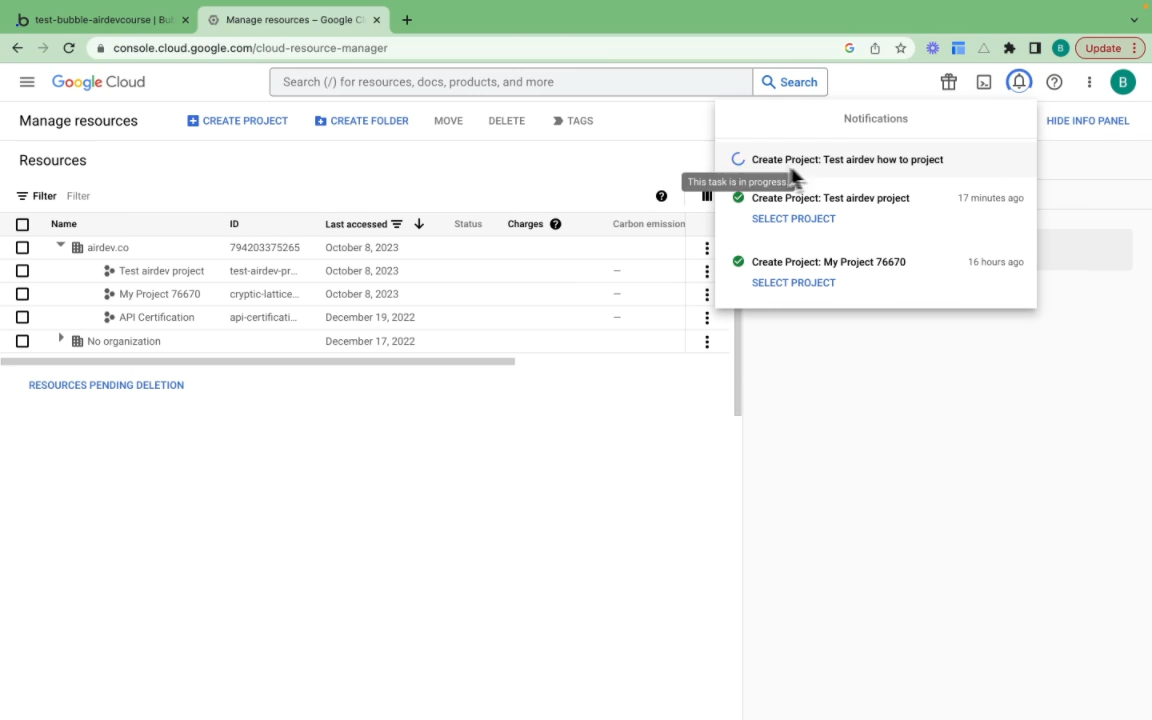 test-bubble-airdevcourse | Bu
Manage resources – Google C
console.cloud.google.com/cloud-resource-manager
Update
Google Cloud
Search (/) for resources, docs, products, and more
Search
B
Manage resources
CREATE PROJECT
CREATE FOLDER
MOVE
DELETE
TAGS
HIDE INFO PANEL
Notifications
Create Project: Test airdev how to project
This task is in progress
Create Project: Test airdev project
17 minutes ago
SELECT PROJECT
Create Project: My Project 76670
16 hours ago
SELECT PROJECT
Resources
Filter Filter
Name ID Last accessed Status Charges Carbon emission
airdev.co 794203375265 October 8, 2023
Test airdev project test-airdev-pr... October 8, 2023 –
My Project 76670 cryptic-lattice... October 8, 2023 –
API Certification api-certificati... December 19, 2022 –
No organization December 17, 2022
RESOURCES PENDING DELETION